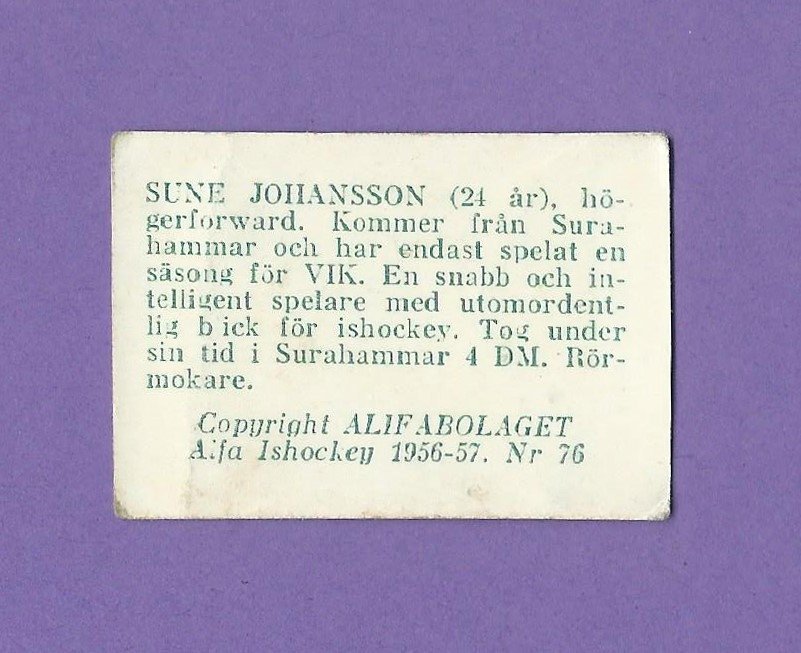 SUNE JOHANSSON (24 år), hö-
gerforward. Kommer från Sura-
hammar och har endast spelat en
säsong för VIK. En snabb och in-
telligent spelare med utomordent-
lig b ick för ishockey. Tog under
sin tid i Surahammar 4 DM. Rör-
mokare.
Copyright ALIFABOLAGET
Alfa Ishockey 1956-57. Nr 76